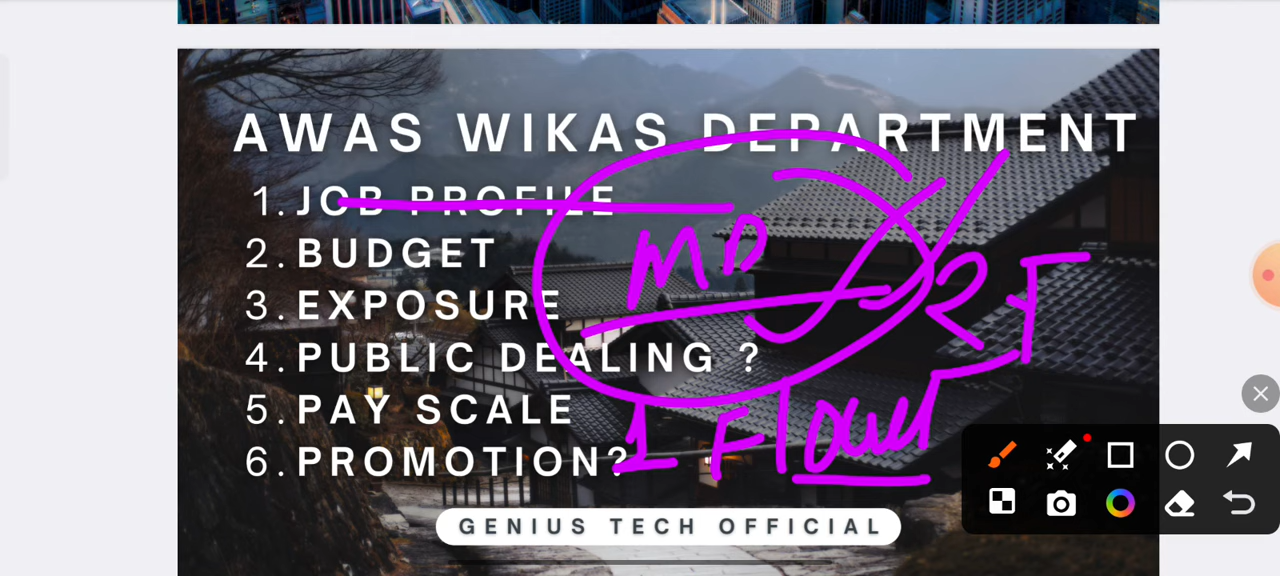 AWAS WIKAS DEPARTMENT
1. JOB PROFILE
2. BUDGET
3. EXPOSURE
4. PUBLIC DEALING ?
5. PAY SCALE
6. PROMOTION?
MD
1 Flour
GENIUS TECH OFFICIAL